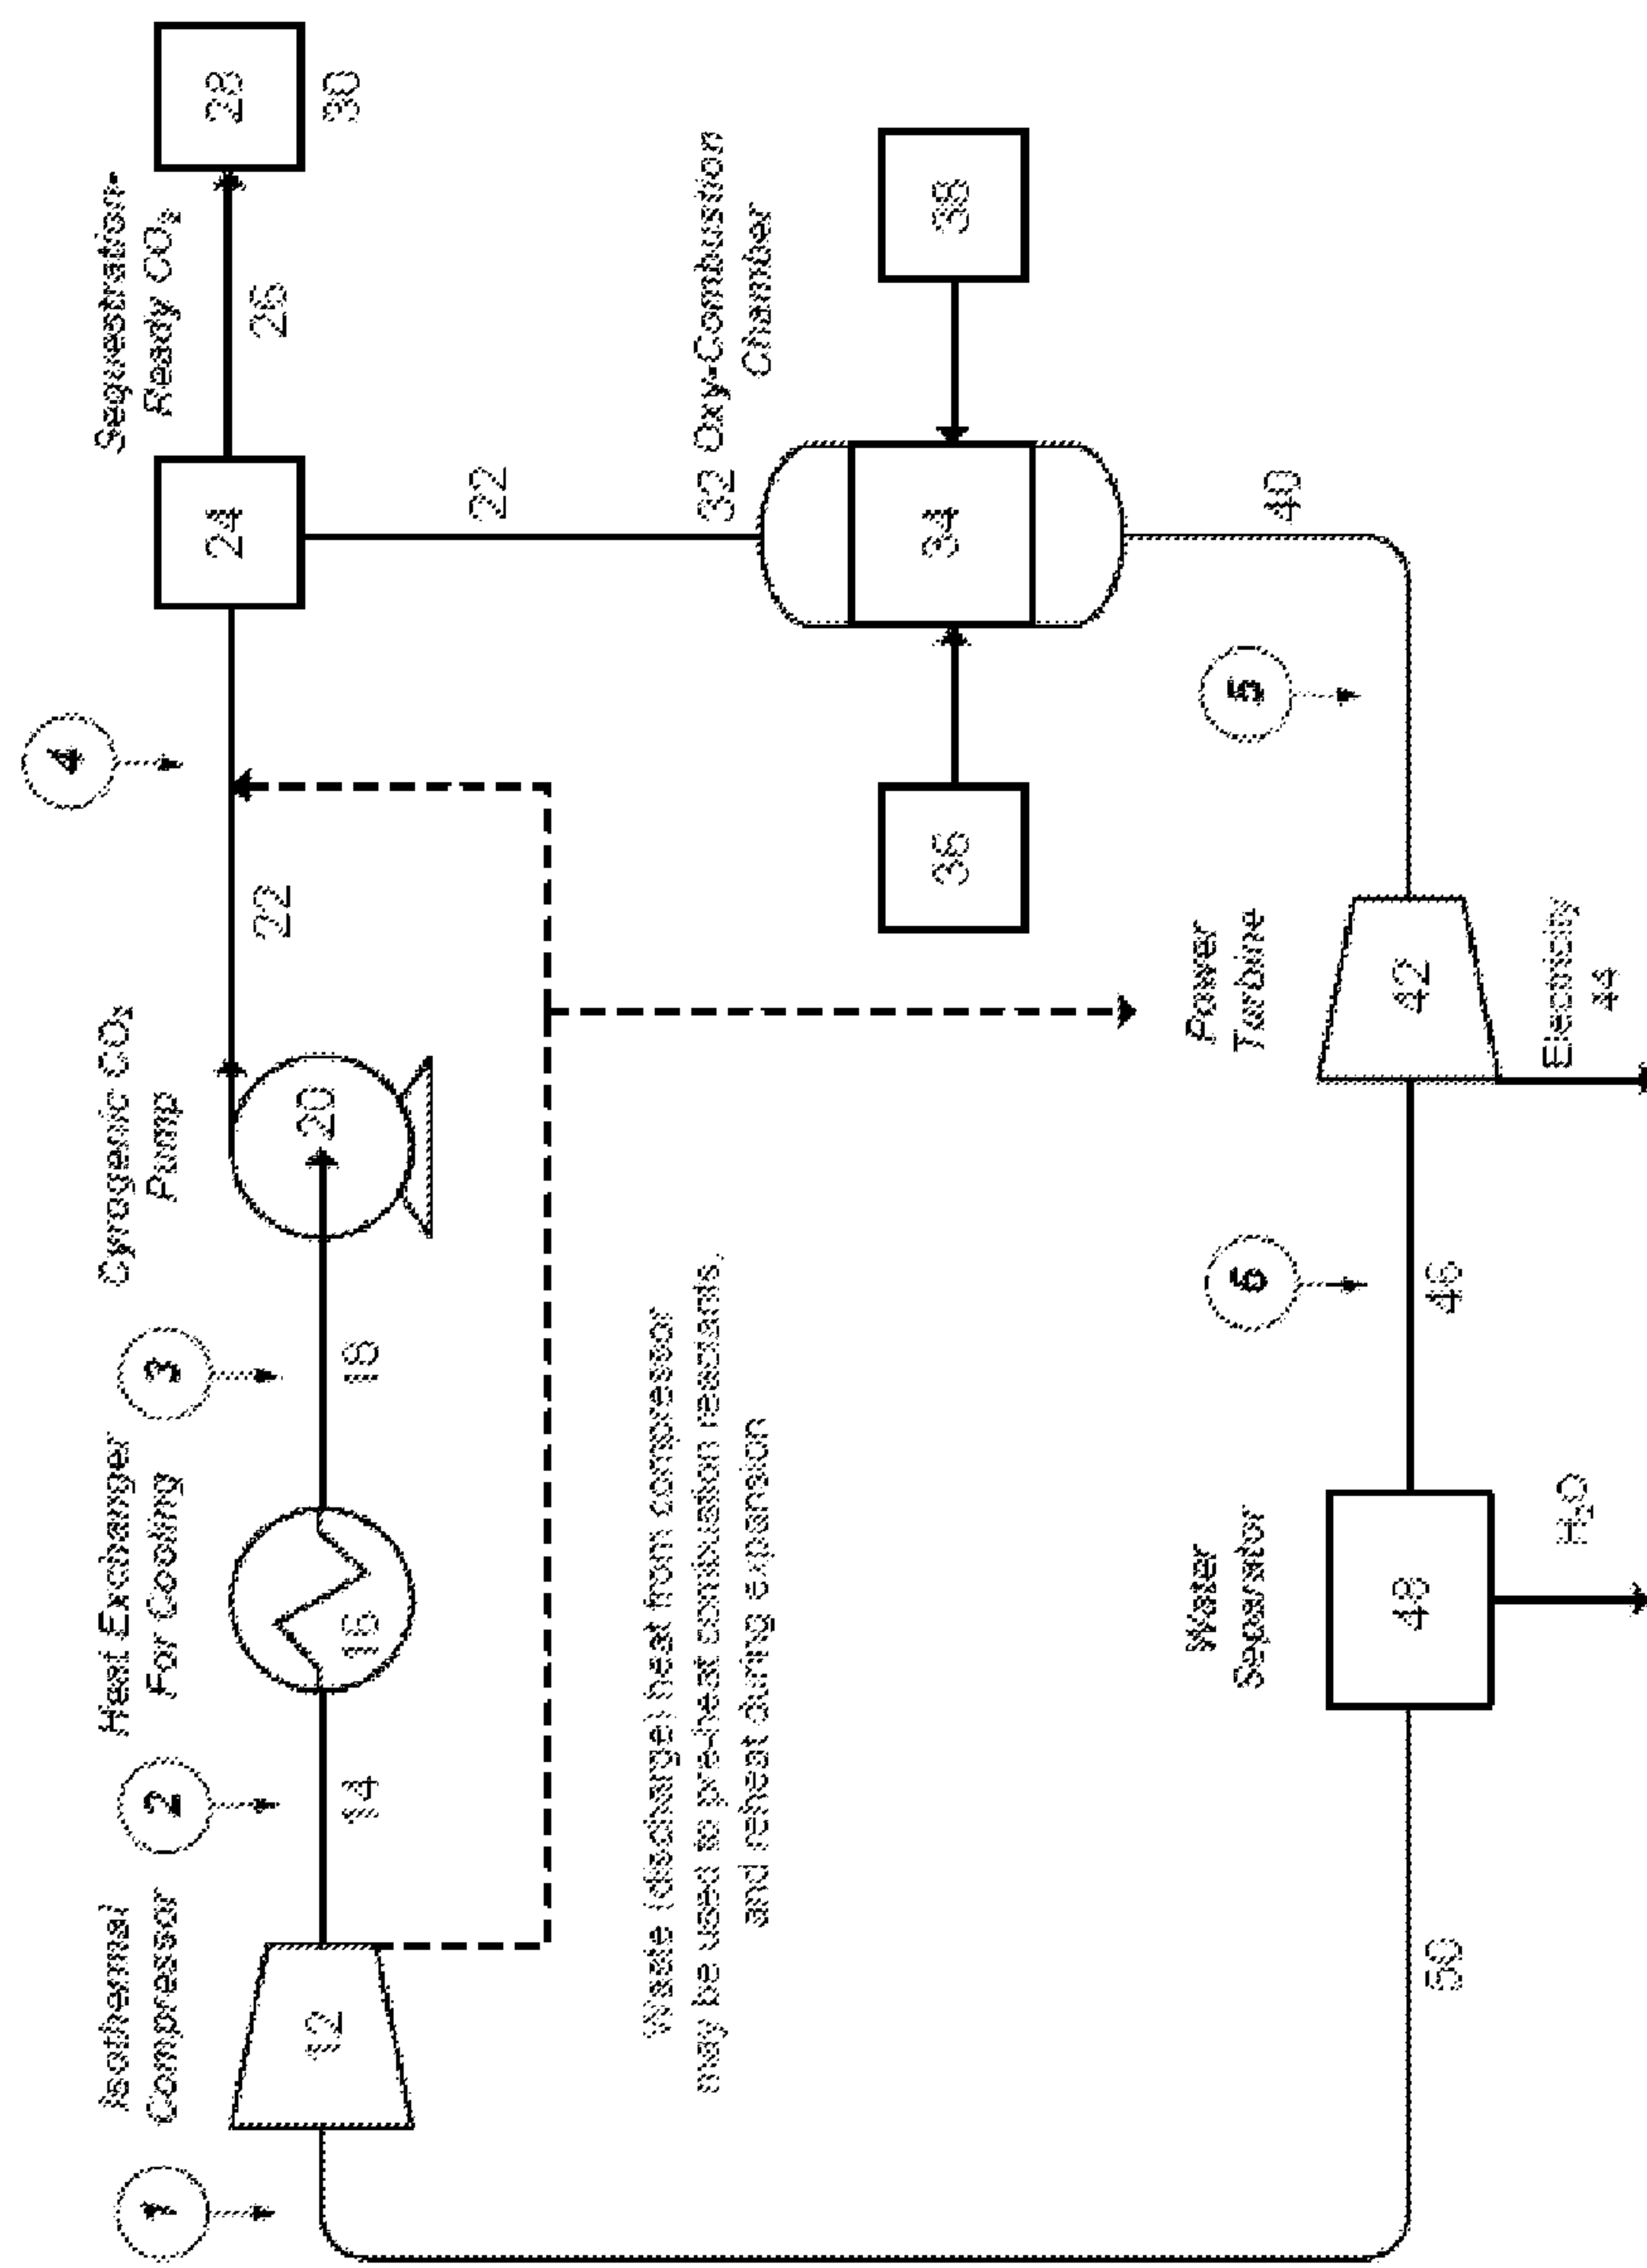 Isothermal
Compressor
Heat Exchanger
For Cooling
Cyrogenic CO₂
Pump
Sequestration-
Ready CO₂
1
2
3
4
12
14
16
18
20
22
24
26
28
30
22
Waste (discharge) heat from compressor
may be used to pre-heat combustion reactants,
and reheat during expansion
32 Oxy-Combustion
Chamber
36
34
38
Water
Separator
6
Power
Turbine
5
40
48
42
50
46
H₂O
Electricity
44